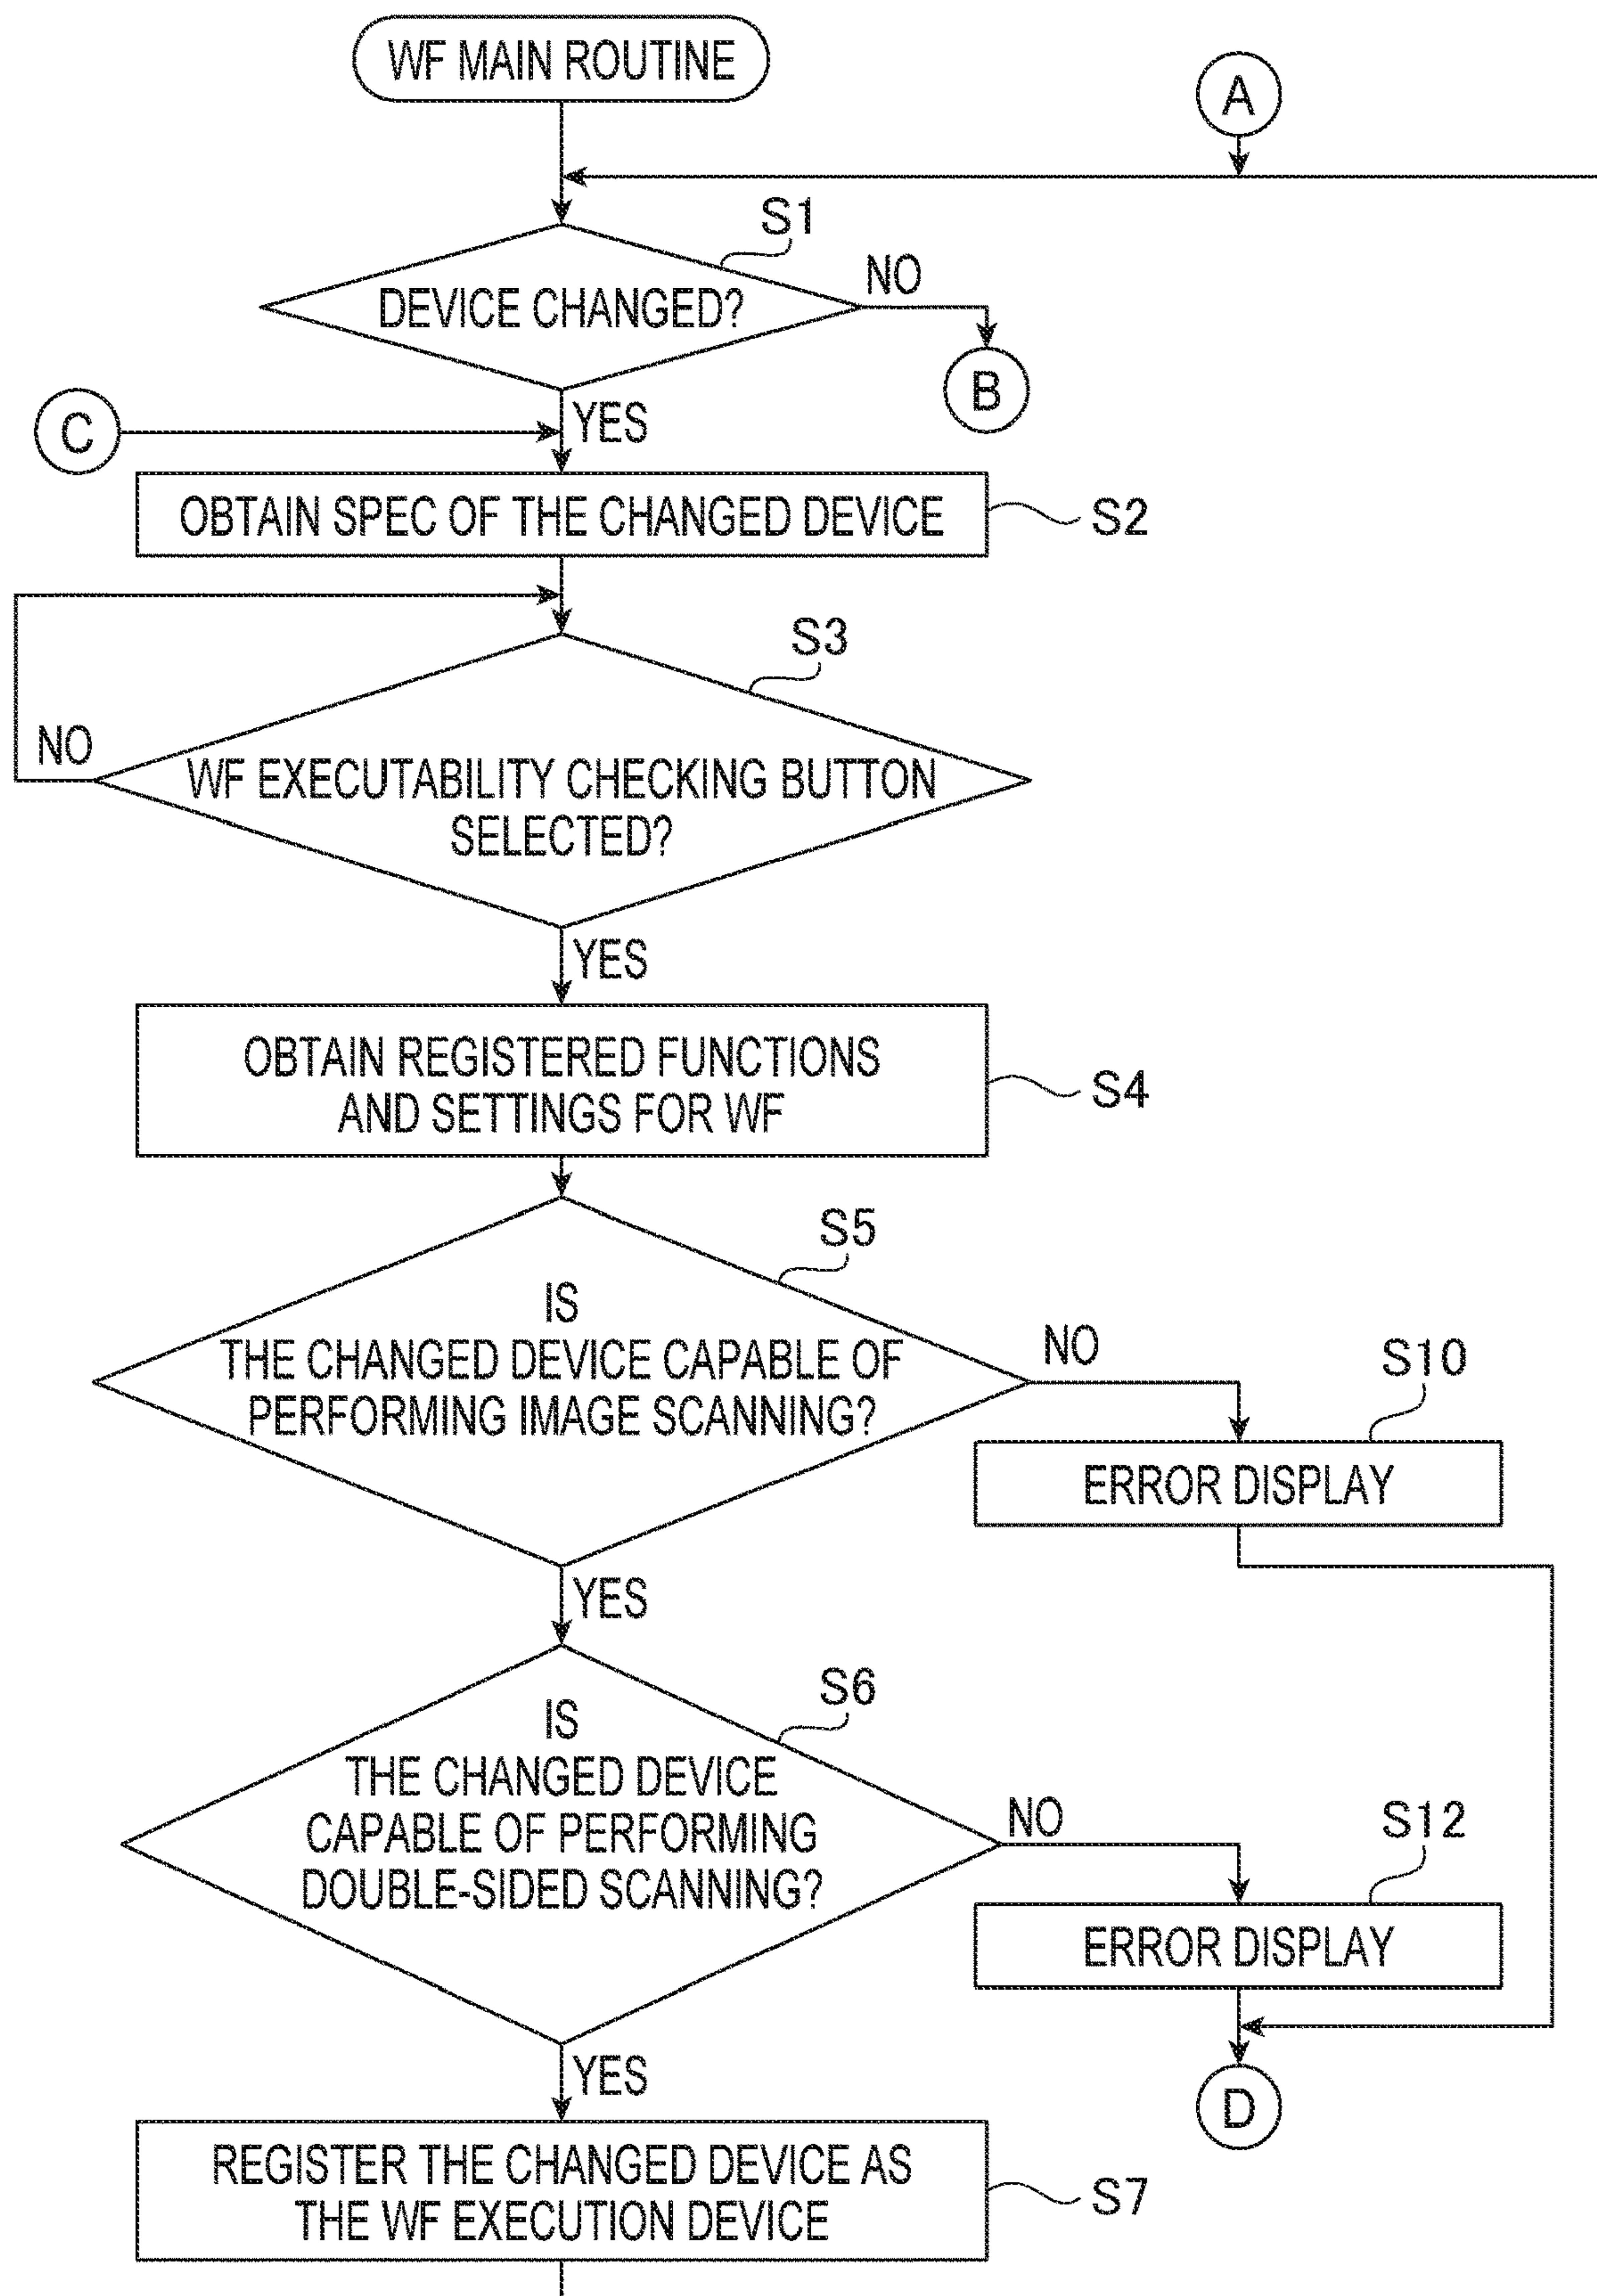 WF MAIN ROUTINE
A
S1
DEVICE CHANGED?
NO
B
C
YES
OBTAIN SPEC OF THE CHANGED DEVICE
S2
S3
NO
WF EXECUTABILITY CHECKING BUTTON
SELECTED?
YES
OBTAIN REGISTERED FUNCTIONS
AND SETTINGS FOR WF
S4
S5
IS
THE CHANGED DEVICE CAPABLE OF
PERFORMING IMAGE SCANNING?
NO
S10
ERROR DISPLAY
YES
S6
IS
THE CHANGED DEVICE
CAPABLE OF PERFORMING
DOUBLE-SIDED SCANNING?
NO
S12
ERROR DISPLAY
YES
D
REGISTER THE CHANGED DEVICE AS
THE WF EXECUTION DEVICE
S7